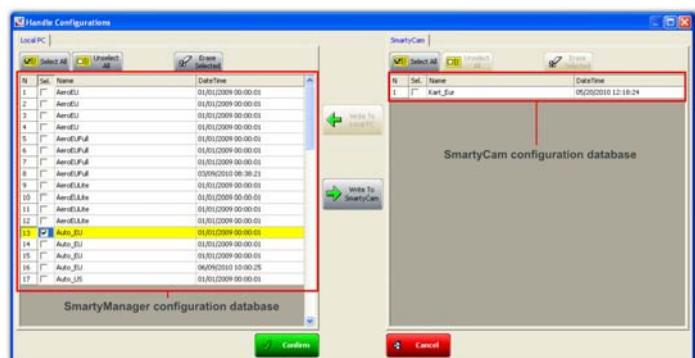 Handle Configurations
Local PC
Select All Unselect All Erase Selected
N Sel. Name DateTime
1 AeroEU 01/01/2009 00:00:01
2 AeroEU 01/01/2009 00:00:01
3 AeroEU 01/01/2009 00:00:01
4 AeroEU 01/01/2009 00:00:01
5 AeroEUFull 01/01/2009 00:00:01
6 AeroEUFull 01/01/2009 00:00:01
7 AeroEUFull 01/01/2009 00:00:01
8 AeroEUFull 03/09/2010 08:38:21
9 AeroEULite 01/01/2009 00:00:01
10 AeroEULite 01/01/2009 00:00:01
11 AeroEULite 01/01/2009 00:00:01
12 AeroEULite 01/01/2009 00:00:01
13 Auto_EU 01/01/2009 00:00:01
14 Auto_EU 01/01/2009 00:00:01
15 Auto_EU 01/01/2009 00:00:01
16 Auto_EU 06/09/2010 10:00:25
17 Auto_US 01/01/2009 00:00:01
SmartyManager configuration database
Write To
Local PC
Write To
SmartyCam
SmartyCam
Select All Unselect All Erase Selected
N Sel. Name DateTime
1 Kart_Eur 05/20/2010 12:18:24
SmartyCam configuration database
Confirm
Cancel